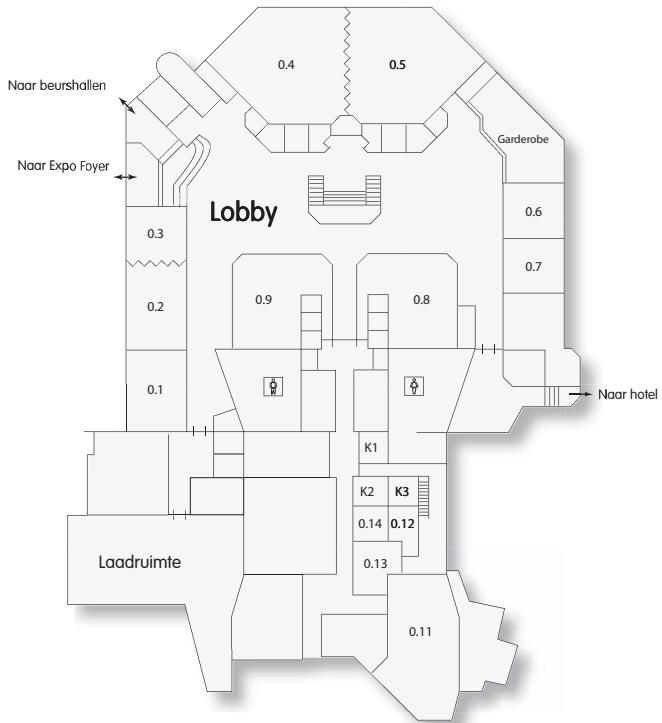 0.4
0.5
Naar beurshallen
Garderobe
Naar Expo Foyer
Lobby
0.6
0.3
0.7
0.9
0.8
0.2
0.1
Naar hotel
K1
K2
K3
0.14
0.12
Laadruimte
0.13
0.11